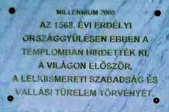 MILLENNIUM 2000
AZ 1568. ÉVI ERDÉLYI
ORSZÁGGYŰLÉSEN EBBEN A
TEMPLOMBAN HIRDETTÉK KI,
A VILÁGON ELŐSZÖR,
A LELKIISMERETI SZABADSÁG ÉS
VALLÁSI TÜRELEM TÖRVÉNYÉT.